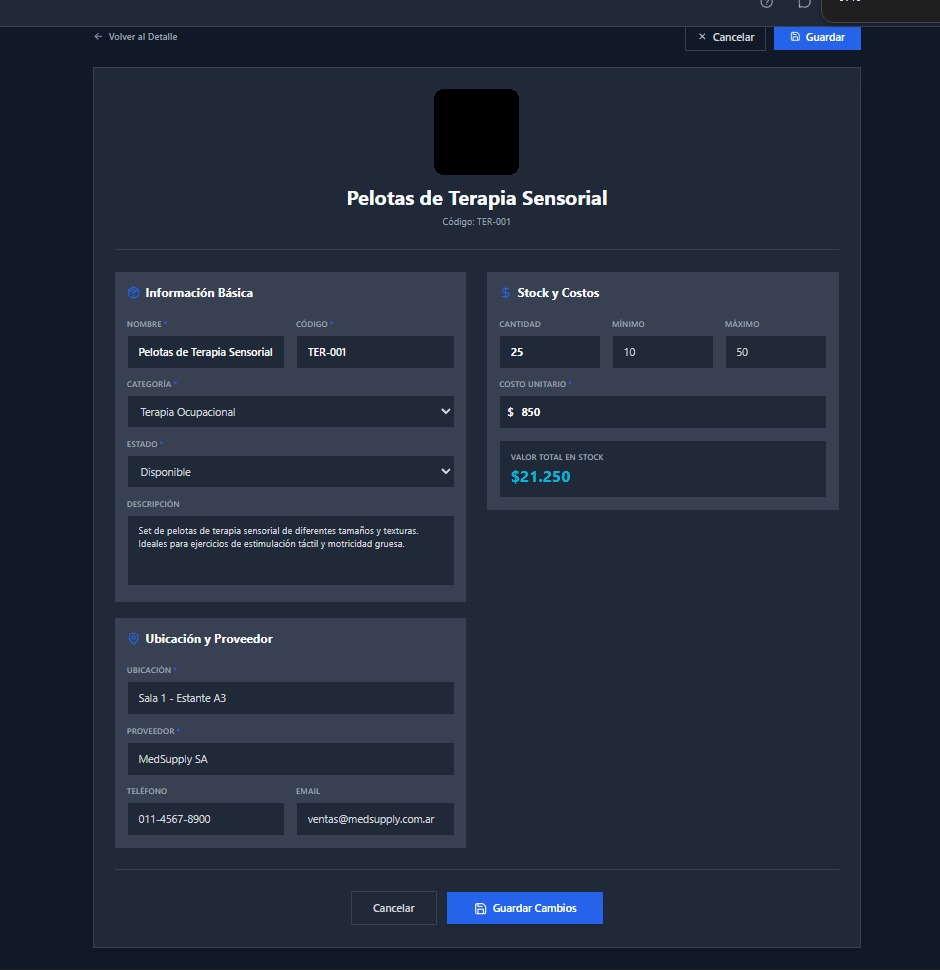 Volver al Detalle
Cancelar
Guardar
Pelotas de Terapia Sensorial
Código: TER-001
Información Básica
NOMBRE *
CÓDIGO *
Pelotas de Terapia Sensorial
TER-001
CATEGORÍA *
Terapia Ocupacional
ESTADO *
Disponible
DESCRIPCIÓN
Set de pelotas de terapia sensorial de diferentes tamaños y texturas.
Ideales para ejercicios de estimulación táctil y motricidad gruesa.
Stock y Costos
CANTIDAD
MÍNIMO
MÁXIMO
25
10
50
COSTO UNITARIO *
$ 850
VALOR TOTAL EN STOCK
$21.250
Ubicación y Proveedor
UBICACIÓN *
Sala 1 - Estante A3
PROVEEDOR *
MedSupply SA
TELÉFONO
EMAIL
011-4567-8900
ventas@medsupply.com.ar
Cancelar
Guardar Cambios